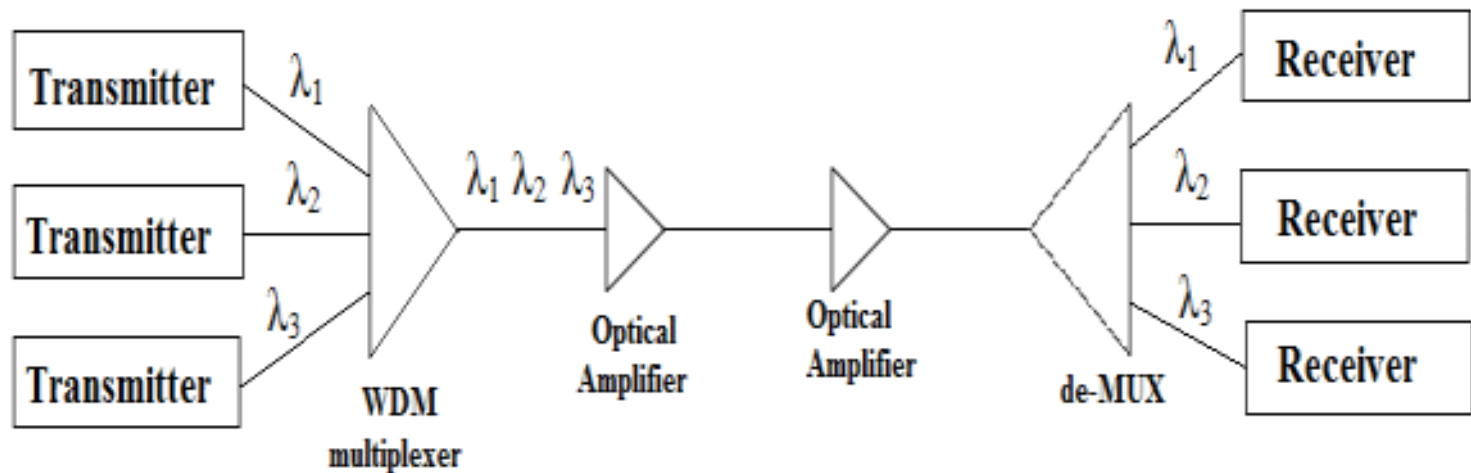 Transmitter
λ₁
Transmitter
λ₂
Transmitter
λ₃
WDM
multiplexer
λ₁ λ₂ λ₃
Optical
Amplifier
Optical
Amplifier
de-MUX
λ₁
Receiver
λ₂
Receiver
λ₃
Receiver